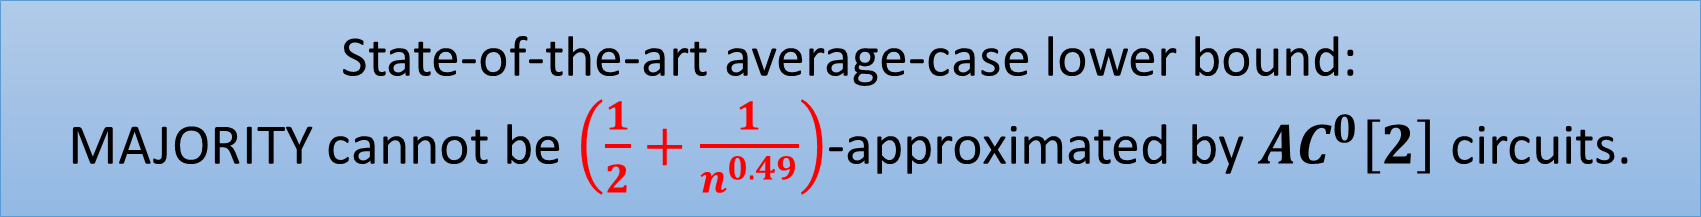 State-of-the-art average-case lower bound:
MAJORITY cannot be (1/2 + 1/n^0.49)-approximated by AC^0[2] circuits.